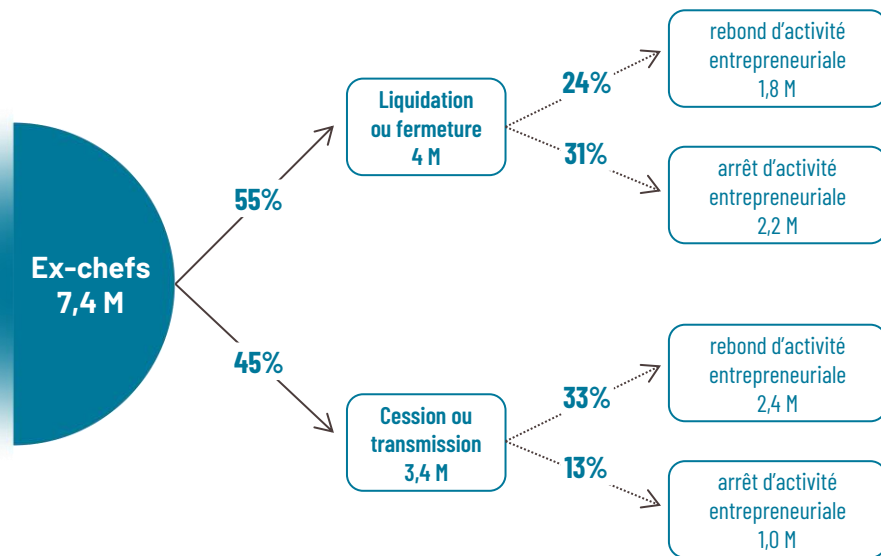 Ex-chefs
7,4 M
55%
45%
Liquidation
ou fermeture
4 M
24%
31%
rebond d'activité
entrepreneuriale
1,8 M
arrêt d'activité
entrepreneuriale
2,2 M
Cession ou
transmission
3,4 M
33%
13%
rebond d'activité
entrepreneuriale
2,4 M
arrêt d'activité
entrepreneuriale
1,0 M